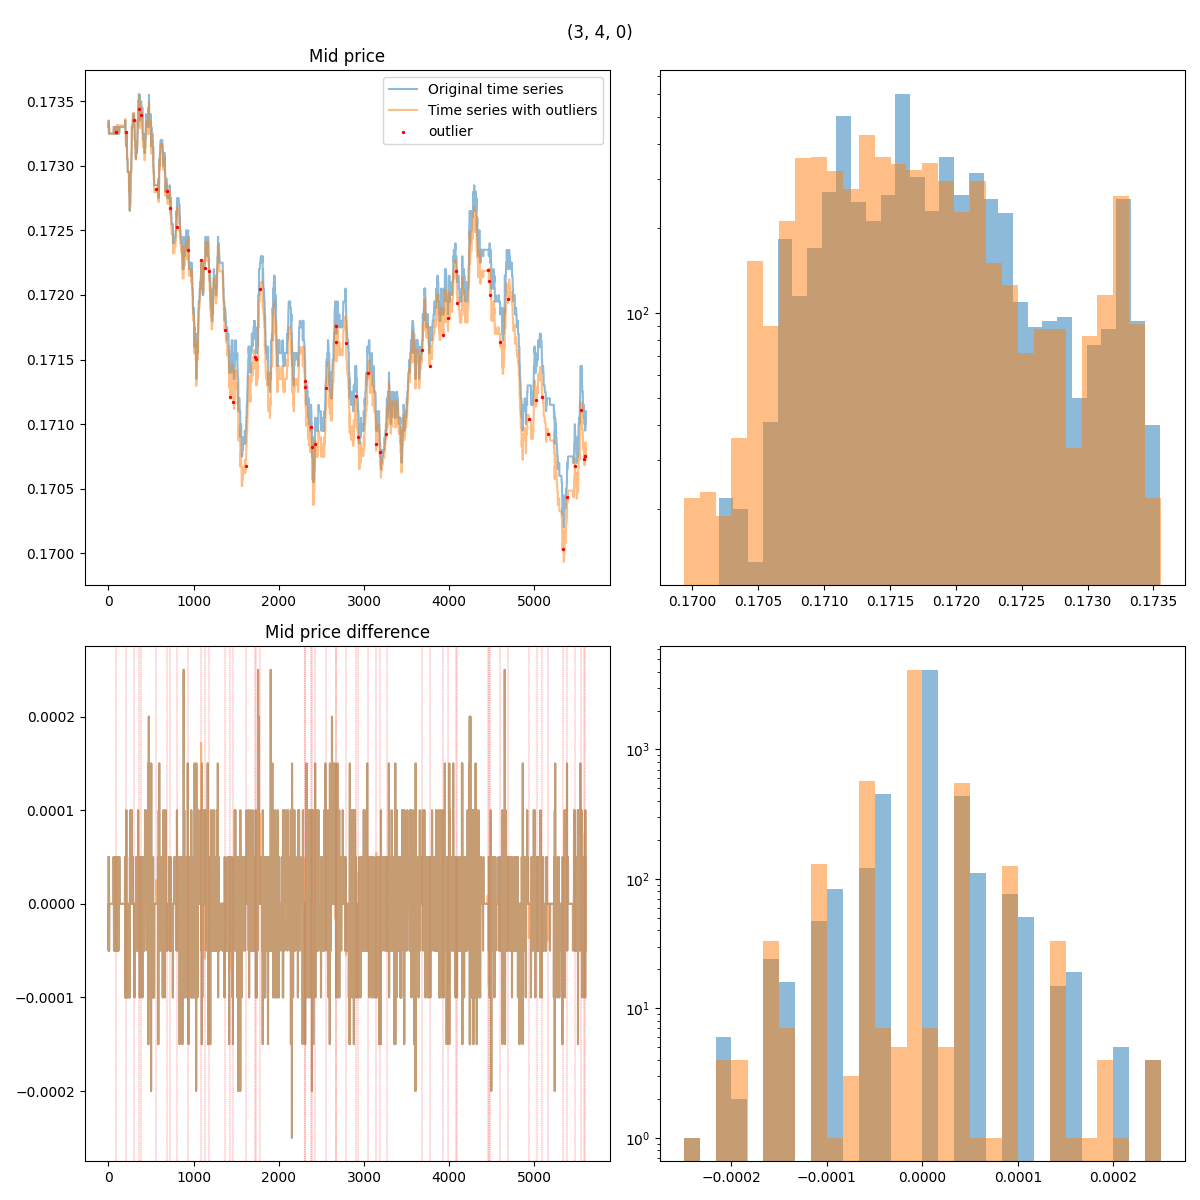 (3, 4, 0)
Mid price
Original time series
Time series with outliers
outlier
0.1735
0.1730
0.1725
0.1720
0.1715
0.1710
0.1705
0.1700
0 1000 2000 3000 4000 5000
10²
0.1700 0.1705 0.1710 0.1715 0.1720 0.1725 0.1730 0.1735
Mid price difference
0.0002
0.0001
0.0000
−0.0001
−0.0002
0 1000 2000 3000 4000 5000
10³
10²
10¹
10⁰
−0.0002 −0.0001 0.0000 0.0001 0.0002